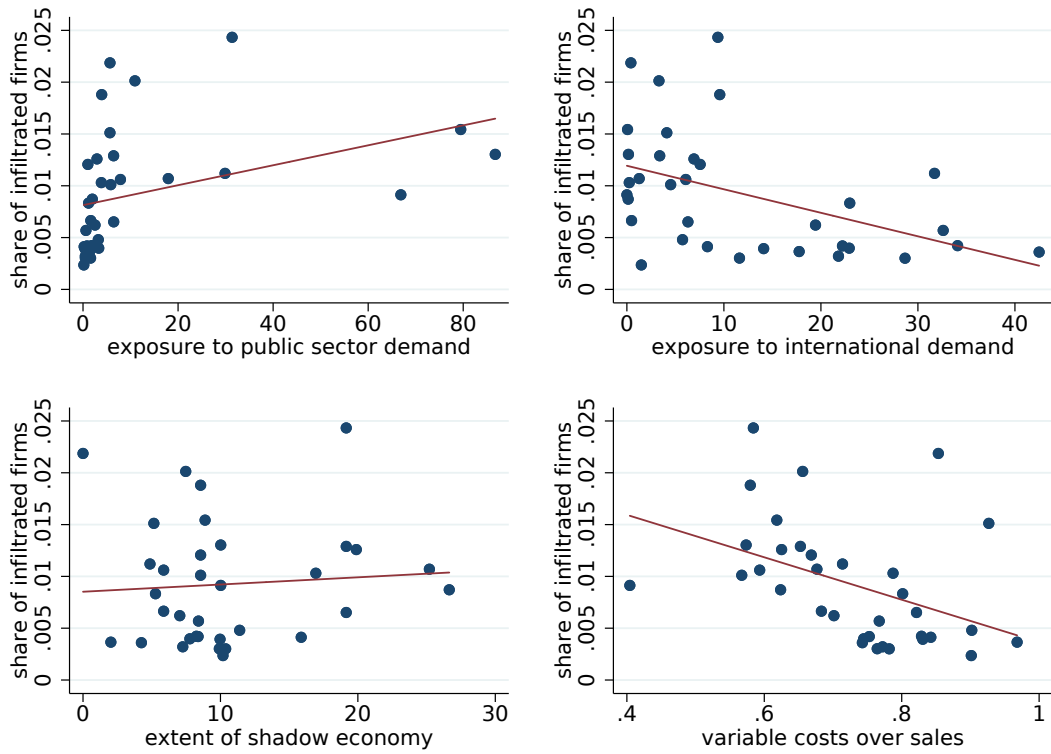 share of infiltrated firms
0 .005 .01 .015 .02 .025
0 20 40 60 80
exposure to public sector demand
share of infiltrated firms
0 .005 .01 .015 .02 .025
0 10 20 30 40
exposure to international demand
share of infiltrated firms
0 .005 .01 .015 .02 .025
0 10 20 30
extent of shadow economy
share of infiltrated firms
0 .005 .01 .015 .02 .025
.4 .6 .8 1
variable costs over sales